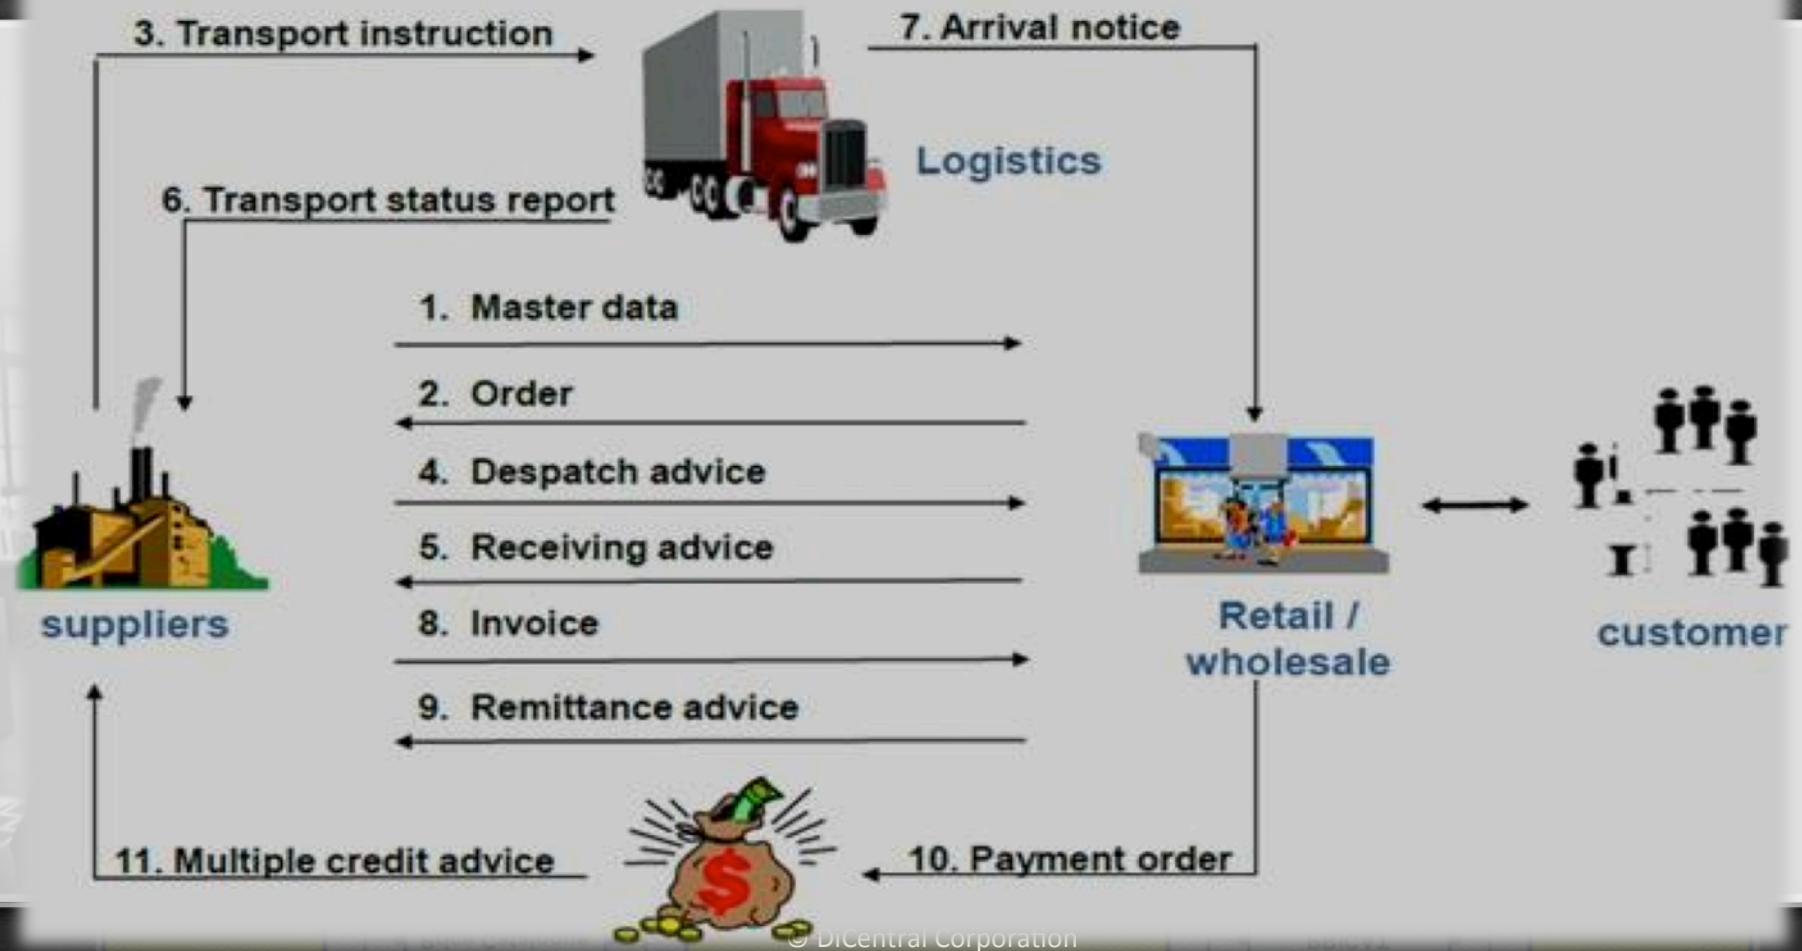 3. Transport instruction
7. Arrival notice
Logistics
6. Transport status report
1. Master data
2. Order
4. Despatch advice
5. Receiving advice
suppliers
8. Invoice
Retail /
wholesale
customer
9. Remittance advice
11. Multiple credit advice
$
10. Payment order
© DiCentral Corporation